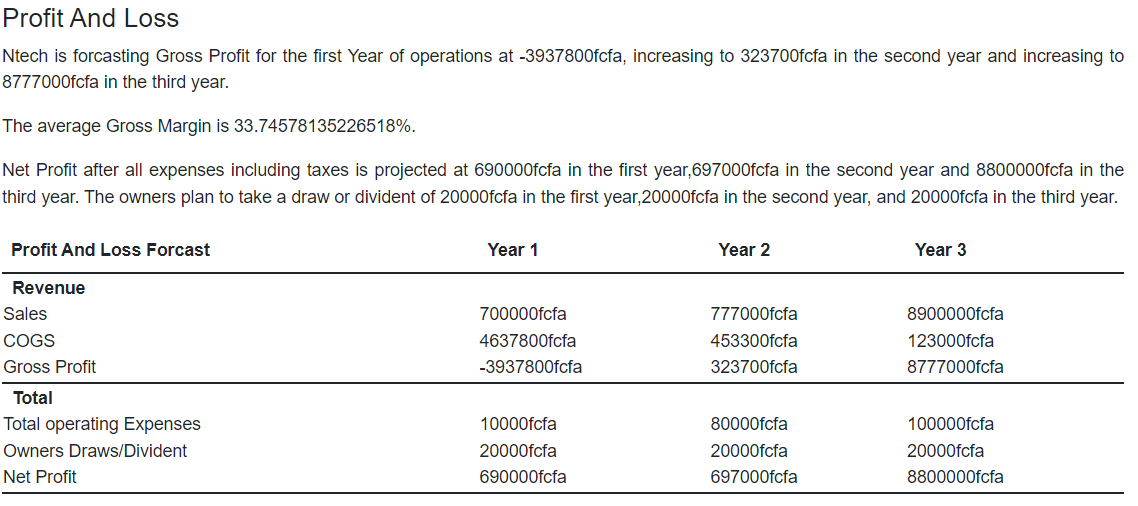 Profit And Loss
Ntech is forcasting Gross Profit for the first Year of operations at -3937800fcfa, increasing to 323700fcfa in the second year and increasing to
8777000fcfa in the third year.
The average Gross Margin is 33.74578135226518%.
Net Profit after all expenses including taxes is projected at 690000fcfa in the first year,697000fcfa in the second year and 8800000fcfa in the
third year. The owners plan to take a draw or divident of 20000fcfa in the first year,20000fcfa in the second year, and 20000fcfa in the third year.
Profit And Loss Forcast Year 1 Year 2 Year 3
Revenue
Sales 700000fcfa 777000fcfa 8900000fcfa
COGS 4637800fcfa 453300fcfa 123000fcfa
Gross Profit -3937800fcfa 323700fcfa 8777000fcfa
Total
Total operating Expenses 10000fcfa 80000fcfa 100000fcfa
Owners Draws/Divident 20000fcfa 20000fcfa 20000fcfa
Net Profit 690000fcfa 697000fcfa 8800000fcfa